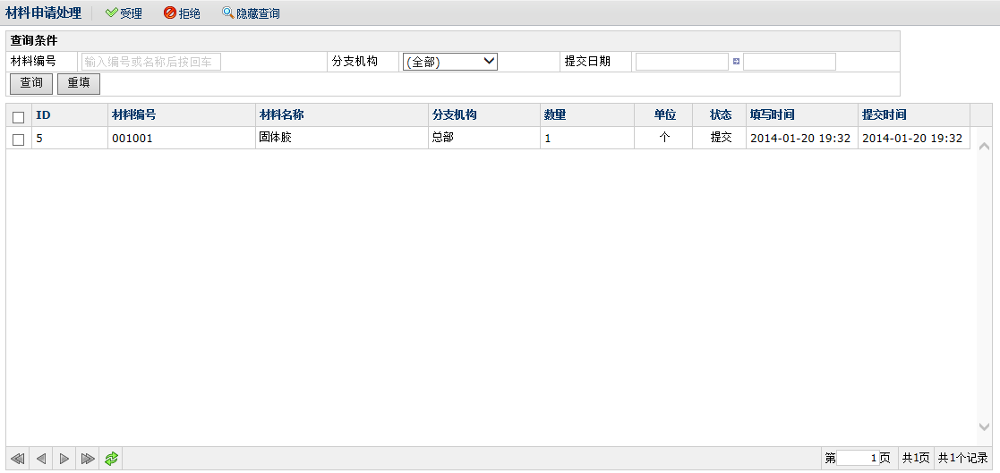 材料申请处理 受理 拒绝 隐藏查询
查询条件
材料编号 输入编号或名称后按回车 分支机构 (全部) 提交日期
查询 重填
ID 材料编号 材料名称 分支机构 数量 单位 状态 填写时间 提交时间
5 001001 固体胶 总部 1 个 提交 2014-01-20 19:32 2014-01-20 19:32
第 1 页 共1页 共1个记录